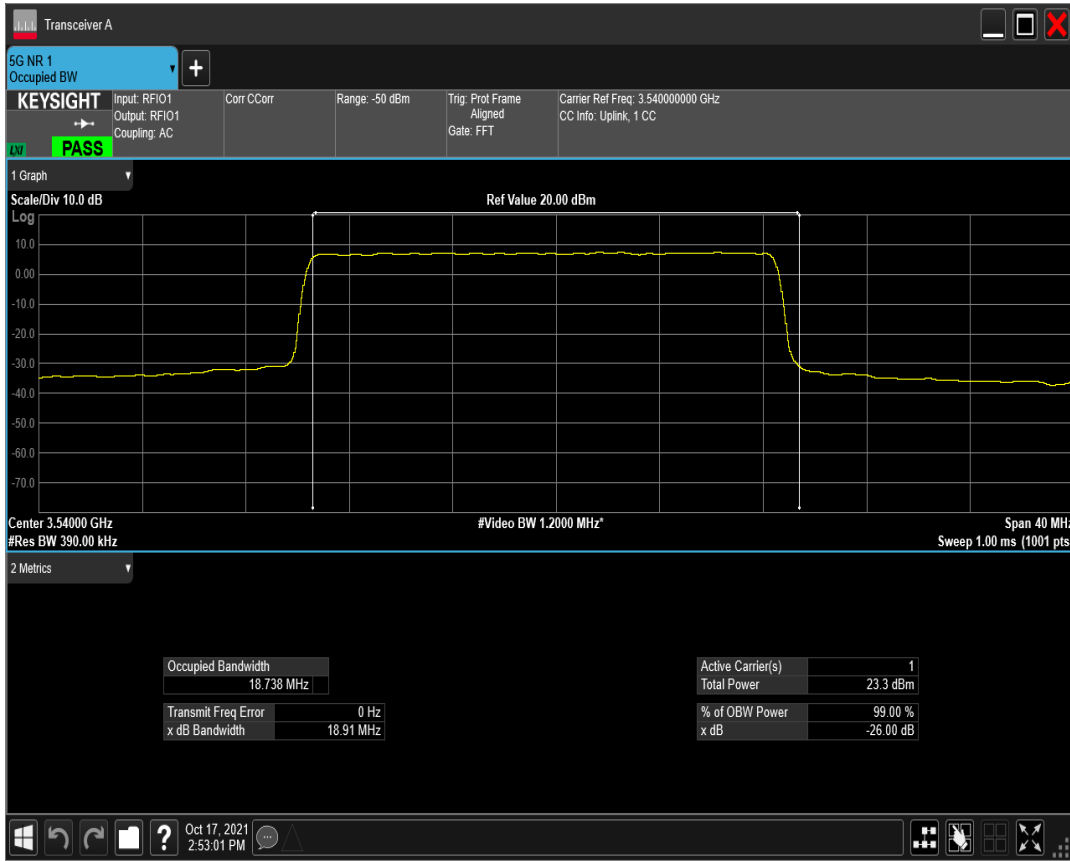 Transceiver A
5G NR 1
Occupied BW
+
KEYSIGHT
Input: RFIO1
Output: RFIO1
Coupling: AC
Corr CCorr
Range: -50 dBm
Trig: Prot Frame
Aligned
Gate: FFT
Carrier Ref Freq: 3.540000000 GHz
CC Info: Uplink, 1 CC
LXI
PASS
1 Graph
Scale/Div 10.0 dB
Ref Value 20.00 dBm
Log
10.0
0.00
-10.0
-20.0
-30.0
-40.0
-50.0
-60.0
-70.0
Center 3.54000 GHz
#Video BW 1.2000 MHz*
Span 40 MHz
#Res BW 390.00 kHz
Sweep 1.00 ms (1001 pts
2 Metrics
Occupied Bandwidth
18.738 MHz
Transmit Freq Error 0 Hz
x dB Bandwidth 18.91 MHz
Active Carrier(s) 1
Total Power 23.3 dBm
% of OBW Power 99.00 %
x dB -26.00 dB
?
Oct 17, 2021
2:53:01 PM